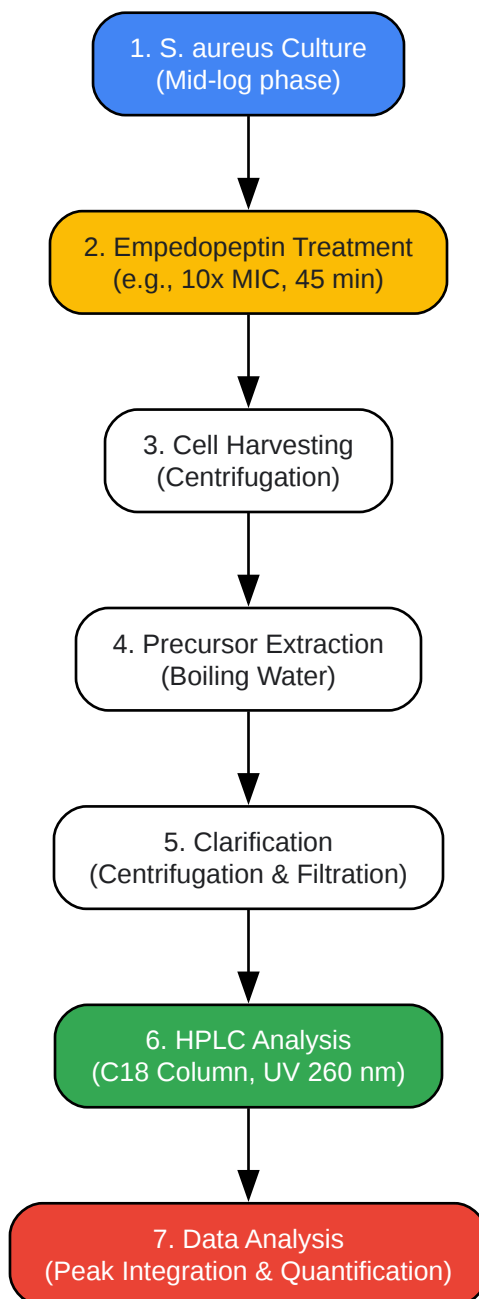 1. S. aureus Culture
(Mid-log phase)
2. Empedopeptin Treatment
(e.g., 10x MIC, 45 min)
3. Cell Harvesting
(Centrifugation)
4. Precursor Extraction
(Boiling Water)
5. Clarification
(Centrifugation & Filtration)
6. HPLC Analysis
(C18 Column, UV 260 nm)
7. Data Analysis
(Peak Integration & Quantification)